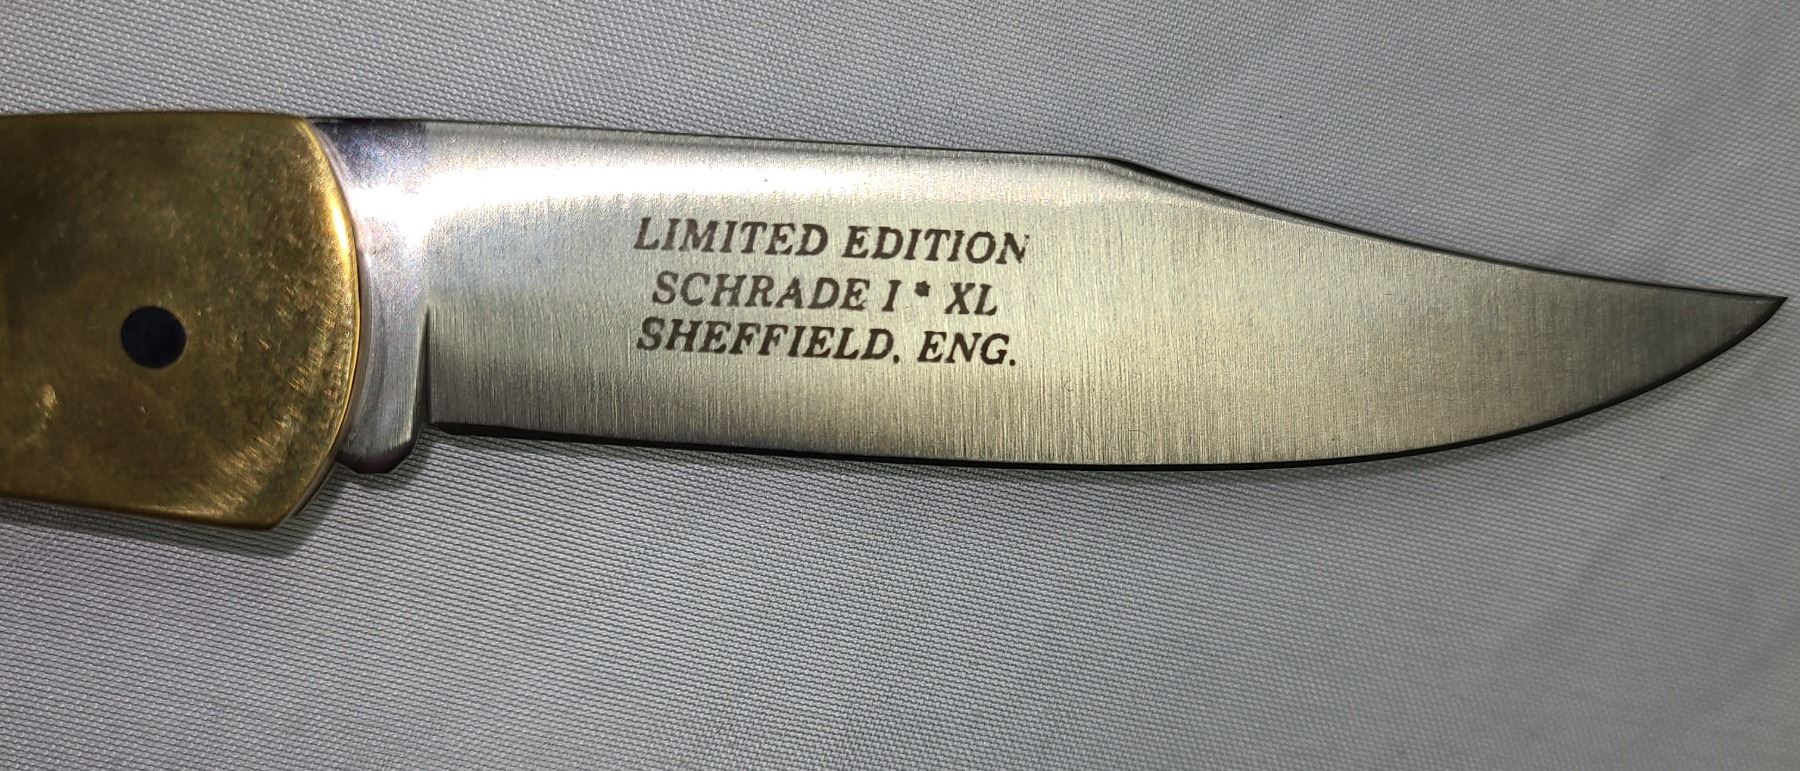 LIMITED EDITION
SCHRADE I * XL
SHEFFIELD, ENG.